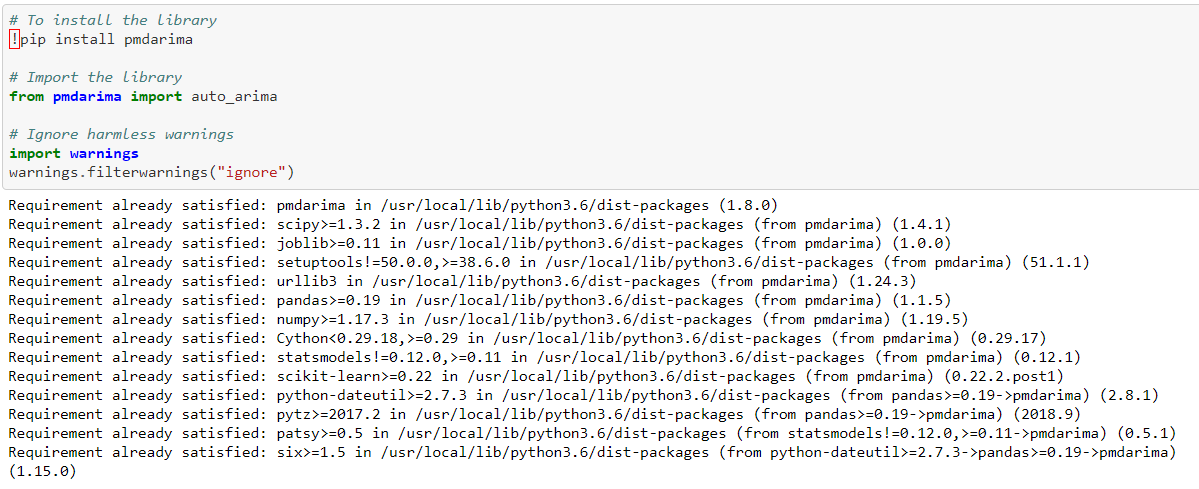 # To install the library
!pip install pmdarima
# Import the library
from pmdarima import auto_arima
# Ignore harmless warnings
import warnings
warnings.filterwarnings("ignore")
Requirement already satisfied: pmdarima in /usr/local/lib/python3.6/dist-packages (1.8.0)
Requirement already satisfied: scipy>=1.3.2 in /usr/local/lib/python3.6/dist-packages (from pmdarima) (1.4.1)
Requirement already satisfied: joblib>=0.11 in /usr/local/lib/python3.6/dist-packages (from pmdarima) (1.0.0)
Requirement already satisfied: setuptools!=50.0.0,>=38.6.0 in /usr/local/lib/python3.6/dist-packages (from pmdarima) (51.1.1)
Requirement already satisfied: urllib3 in /usr/local/lib/python3.6/dist-packages (from pmdarima) (1.24.3)
Requirement already satisfied: pandas>=0.19 in /usr/local/lib/python3.6/dist-packages (from pmdarima) (1.1.5)
Requirement already satisfied: numpy>=1.17.3 in /usr/local/lib/python3.6/dist-packages (from pmdarima) (1.19.5)
Requirement already satisfied: Cython<0.29.18,>=0.29 in /usr/local/lib/python3.6/dist-packages (from pmdarima) (0.29.17)
Requirement already satisfied: statsmodels!=0.12.0,>=0.11 in /usr/local/lib/python3.6/dist-packages (from pmdarima) (0.12.1)
Requirement already satisfied: scikit-learn>=0.22 in /usr/local/lib/python3.6/dist-packages (from pmdarima) (0.22.2.post1)
Requirement already satisfied: python-dateutil>=2.7.3 in /usr/local/lib/python3.6/dist-packages (from pandas>=0.19->pmdarima) (2.8.1)
Requirement already satisfied: pytz>=2017.2 in /usr/local/lib/python3.6/dist-packages (from pandas>=0.19->pmdarima) (2018.9)
Requirement already satisfied: patsy>=0.5 in /usr/local/lib/python3.6/dist-packages (from statsmodels!=0.12.0,>=0.11->pmdarima) (0.5.1)
Requirement already satisfied: six>=1.5 in /usr/local/lib/python3.6/dist-packages (from python-dateutil>=2.7.3->pandas>=0.19->pmdarima)
(1.15.0)